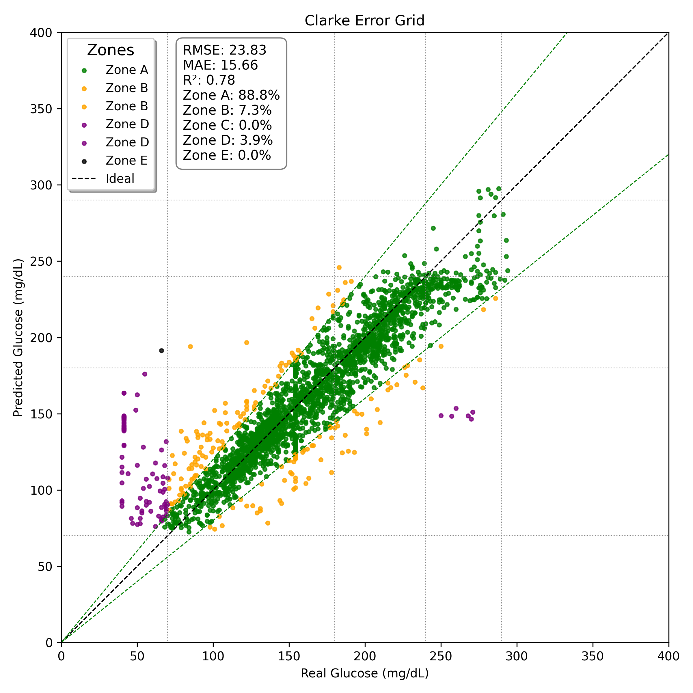 Clarke Error Grid
Zones
Zone A
Zone B
Zone B
Zone D
Zone D
Zone E
Ideal
RMSE: 23.83
MAE: 15.66
R²: 0.78
Zone A: 88.8%
Zone B: 7.3%
Zone C: 0.0%
Zone D: 3.9%
Zone E: 0.0%
Predicted Glucose (mg/dL)
400
350
300
250
200
150
100
50
0
0 50 100 150 200 250 300 350 400
Real Glucose (mg/dL)